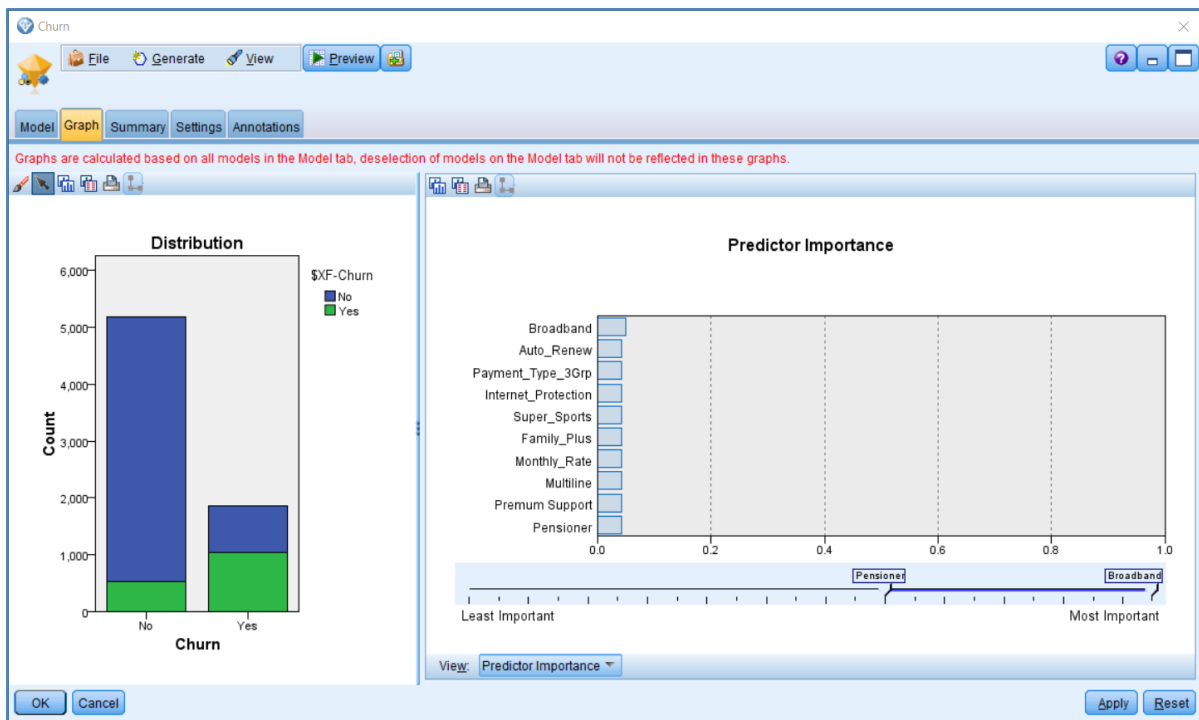 Churn
File Generate View Preview
Model Graph Summary Settings Annotations
Graphs are calculated based on all models in the Model tab, deselection of models on the Model tab will not be reflected in these graphs.
Distribution
$XF-Churn
No
Yes
Count
6,000
5,000
4,000
3,000
2,000
1,000
0
No Yes
Churn
Predictor Importance
Broadband
Auto_Renew
Payment_Type_3Grp
Internet_Protection
Super_Sports
Family_Plus
Monthly_Rate
Multiline
Premum Support
Pensioner
0.0 0.2 0.4 0.6 0.8 1.0
Pensioner Broadband
Least Important Most Important
View: Predictor Importance
OK Cancel Apply Reset